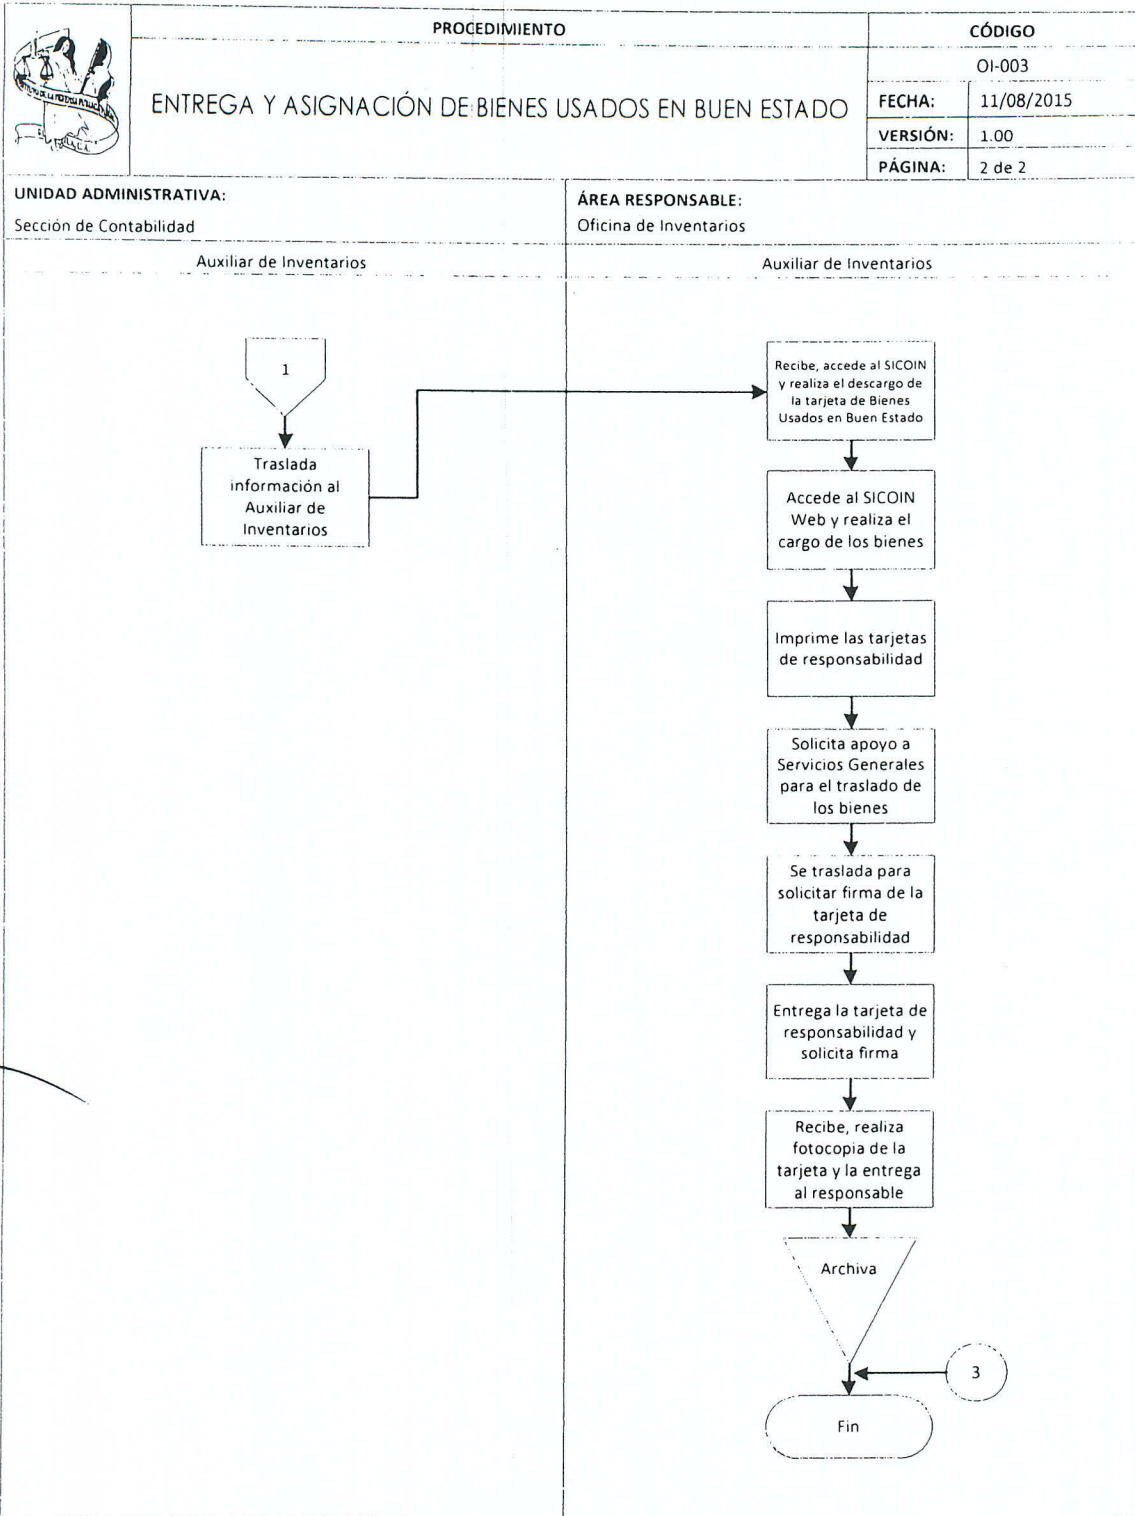 PROCEDIMIENTO
CÓDIGO
OI-003
ENTREGA Y ASIGNACIÓN DE BIENES USADOS EN BUEN ESTADO
FECHA: 11/08/2015
VERSIÓN: 1.00
PÁGINA: 2 de 2
UNIDAD ADMINISTRATIVA:
Sección de Contabilidad
ÁREA RESPONSABLE:
Oficina de Inventarios
Auxiliar de Inventarios
Auxiliar de Inventarios
1
Traslada
información al
Auxiliar de
Inventarios
Recibe, accede al SICOIN
y realiza el descargo de
la tarjeta de Bienes
Usados en Buen Estado
Accede al SICOIN
Web y realiza el
cargo de los bienes
Imprime las tarjetas
de responsabilidad
Solicita apoyo a
Servicios Generales
para el traslado de
los bienes
Se traslada para
solicitar firma de la
tarjeta de
responsabilidad
Entrega la tarjeta de
responsabilidad y
solicita firma
Recibe, realiza
fotocopia de la
tarjeta y la entrega
al responsable
Archiva
3
Fin